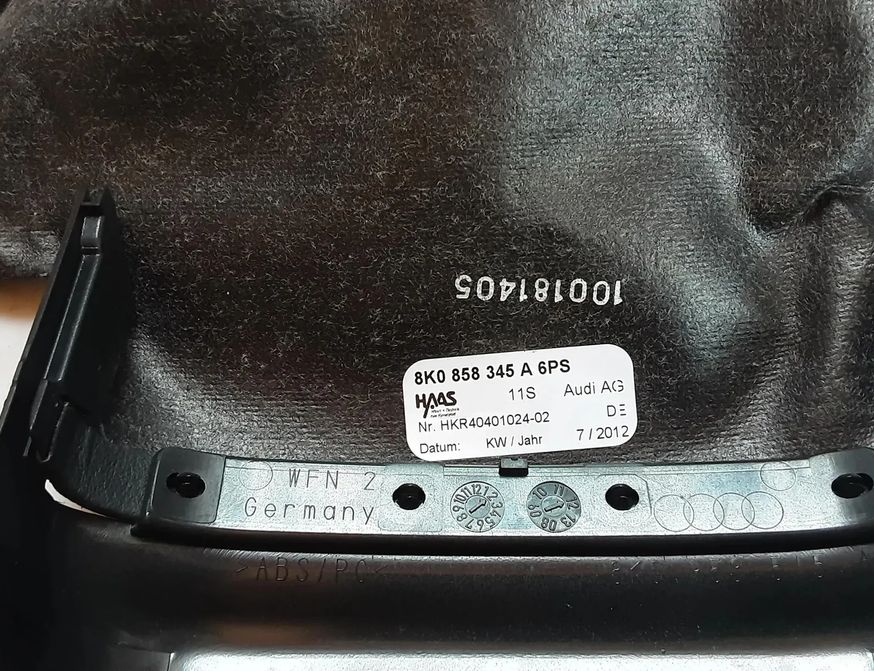 100181405
8K0 858 345 A 6PS
HAAS 11S Audi AG
Nr. HKR40401024-02 DE
Datum: KW / Jahr 7 / 2012
WFN 2
Germany
>ABS/PC<